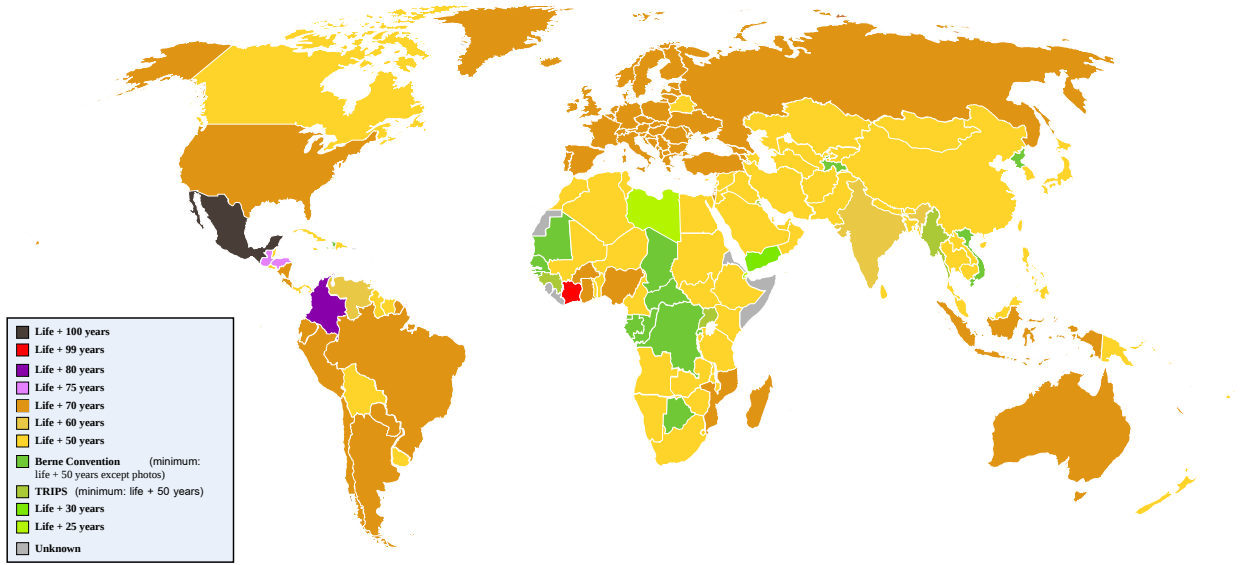 Life + 100 years
Life + 99 years
Life + 80 years
Life + 75 years
Life + 70 years
Life + 60 years
Life + 50 years
Berne Convention (minimum:
life + 50 years except photos)
TRIPS (minimum: life + 50 years)
Life + 30 years
Life + 25 years
Unknown